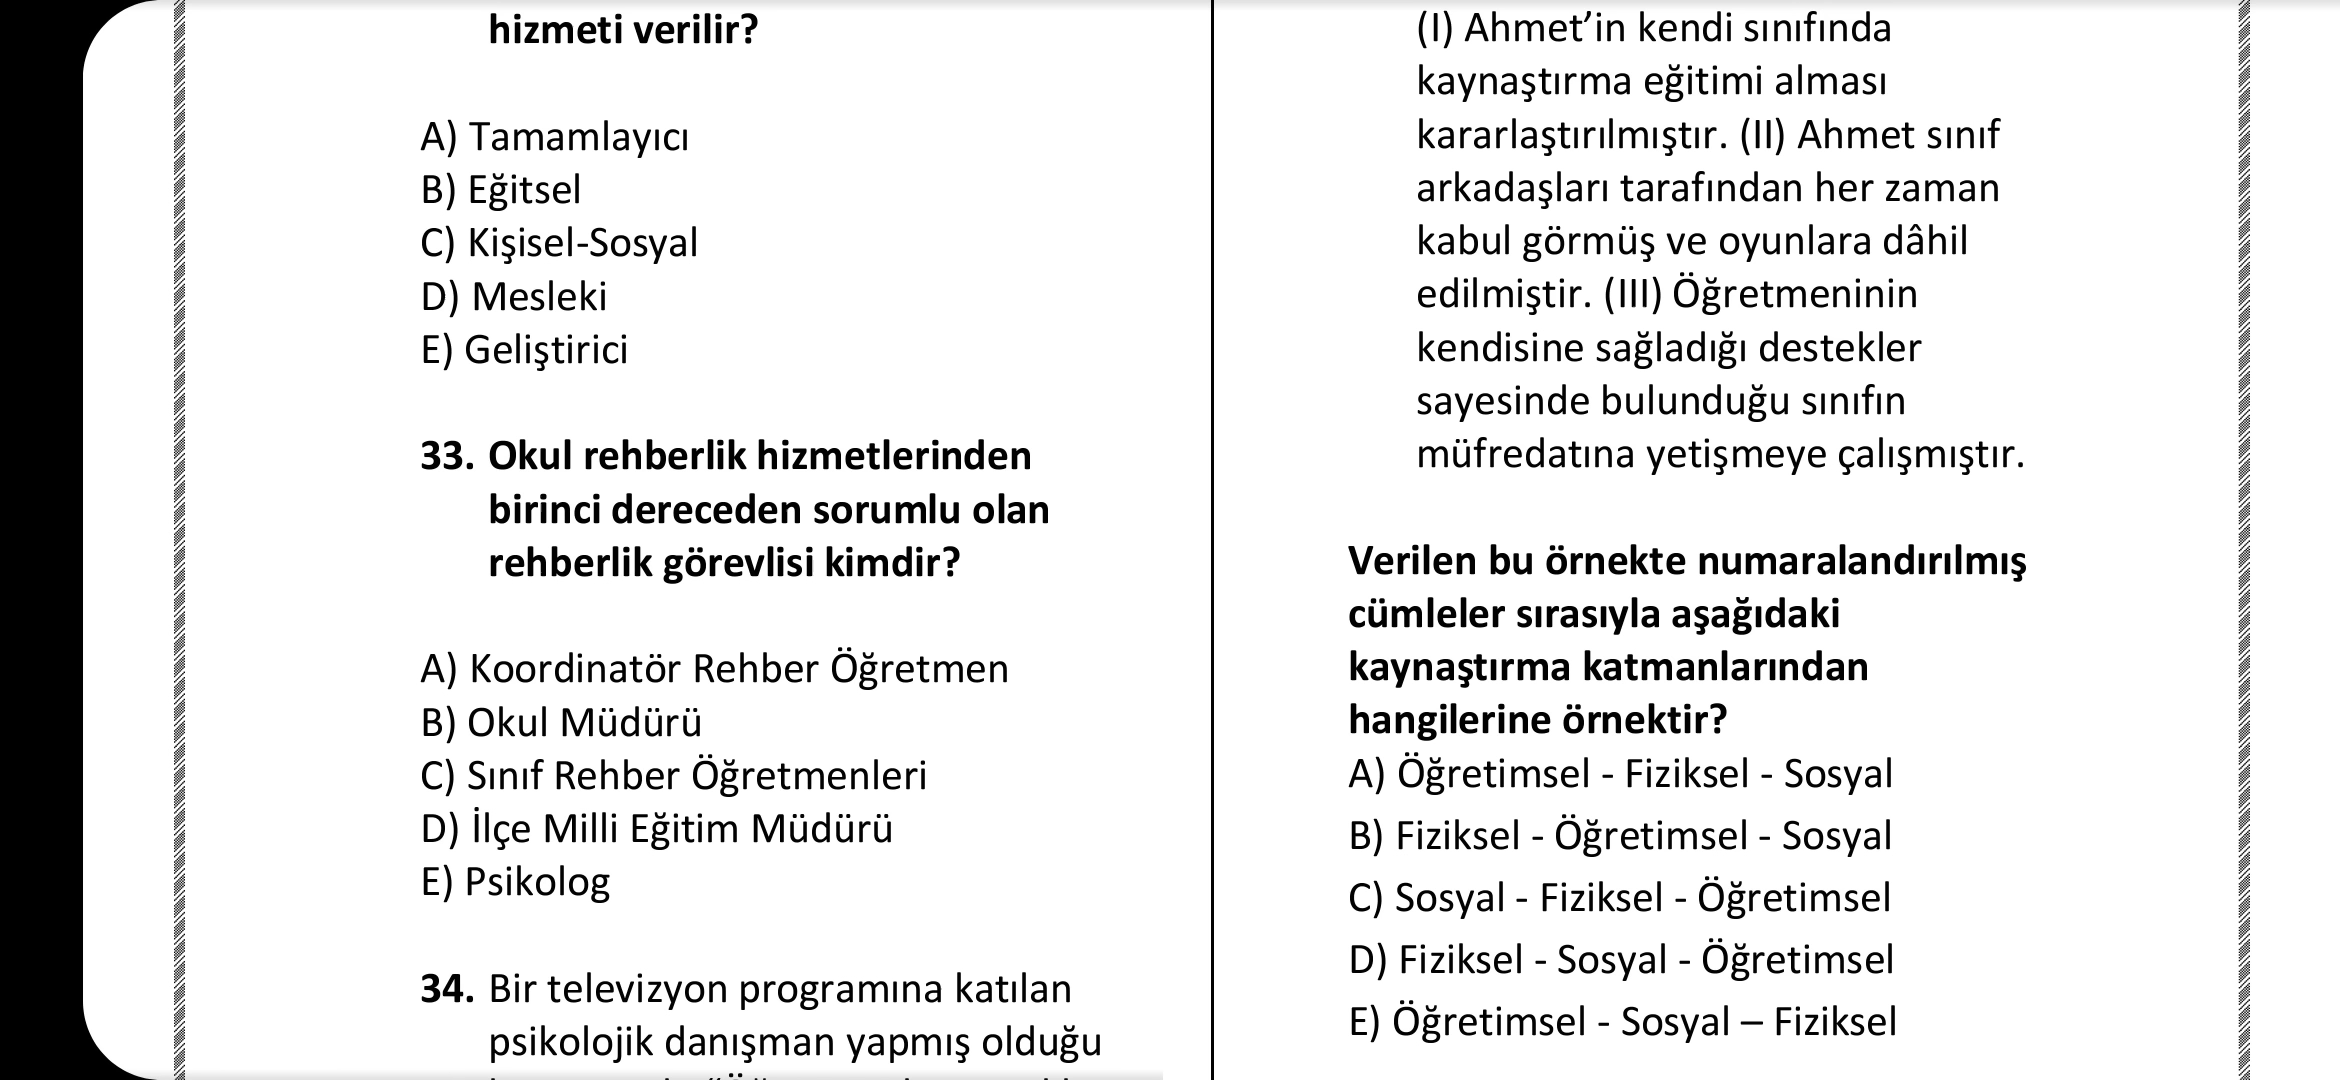 hizmeti verilir?
A) Tamamlayıcı
B) Eğitsel
C) Kişisel-Sosyal
D) Mesleki
E) Geliştirici
33. Okul rehberlik hizmetlerinden
birinci dereceden sorumlu olan
rehberlik görevlisi kimdir?
A) Koordinatör Rehber Öğretmen
B) Okul Müdürü
C) Sınıf Rehber Öğretmenleri
D) İlçe Milli Eğitim Müdürü
E) Psikolog
34. Bir televizyon programına katılan
psikolojik danışman yapmış olduğu
(I) Ahmet’in kendi sınıfında
kaynaştırma eğitimi alması
kararlaştırılmıştır. (II) Ahmet sınıf
arkadaşları tarafından her zaman
kabul görmüş ve oyunlara dâhil
edilmiştir. (III) Öğretmeninin
kendisine sağladığı destekler
sayesinde bulunduğu sınıfın
müfredatına yetişmeye çalışmıştır.
Verilen bu örnekte numaralandırılmış
cümleler sırasıyla aşağıdaki
kaynaştırma katmanlarından
hangilerine örnektir?
A) Öğretimsel - Fiziksel - Sosyal
B) Fiziksel - Öğretimsel - Sosyal
C) Sosyal - Fiziksel - Öğretimsel
D) Fiziksel - Sosyal - Öğretimsel
E) Öğretimsel - Sosyal – Fiziksel